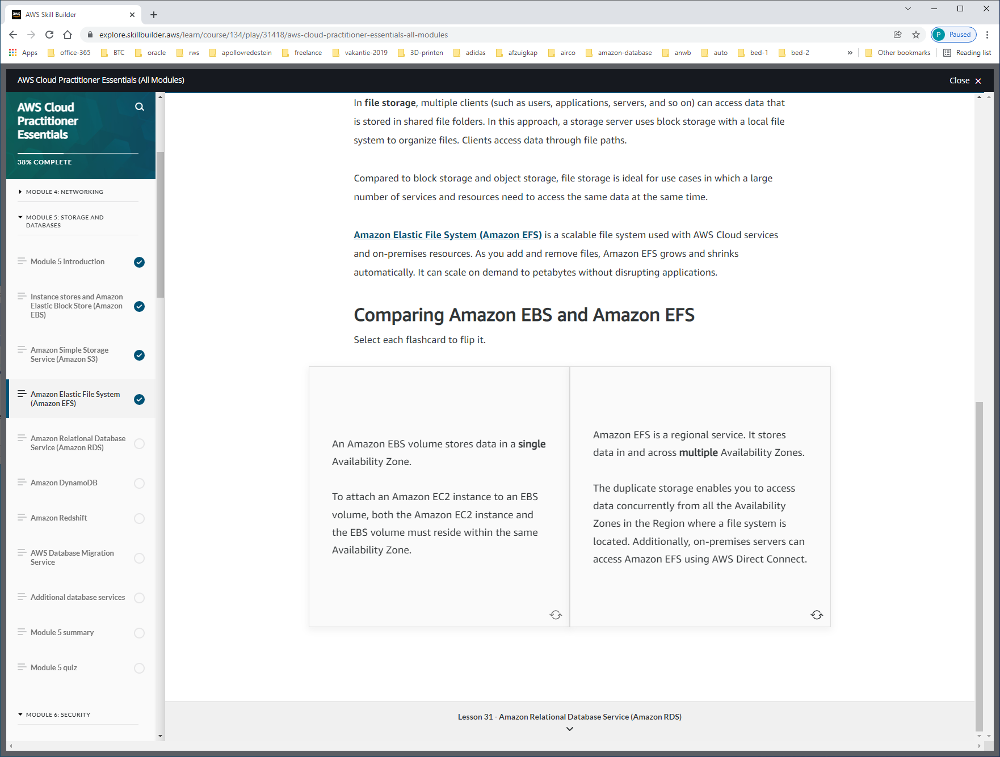 aws
AWS Skill Builder
explore.skillbuilder.aws/learn/course/134/play/31418/aws-cloud-practitioner-essentials-all-modules
P Paused
Apps office-365 BTC oracle rws apollovredestein freelance vakantie-2019 3D-printen adidas afzuigkap airco amazon-database anwb auto bed-1 bed-2 » Other bookmarks Reading list
AWS Cloud Practitioner Essentials (All Modules)
Close
AWS Cloud
Practitioner
Essentials
38% COMPLETE
MODULE 4: NETWORKING
MODULE 5: STORAGE AND
DATABASES
Module 5 introduction
Instance stores and Amazon
Elastic Block Store (Amazon
EBS)
Amazon Simple Storage
Service (Amazon S3)
Amazon Elastic File System
(Amazon EFS)
Amazon Relational Database
Service (Amazon RDS)
Amazon DynamoDB
Amazon Redshift
AWS Database Migration
Service
Additional database services
Module 5 summary
Module 5 quiz
MODULE 6: SECURITY
In file storage, multiple clients (such as users, applications, servers, and so on) can access data that
is stored in shared file folders. In this approach, a storage server uses block storage with a local file
system to organize files. Clients access data through file paths.
Compared to block storage and object storage, file storage is ideal for use cases in which a large
number of services and resources need to access the same data at the same time.
Amazon Elastic File System (Amazon EFS) is a scalable file system used with AWS Cloud services
and on-premises resources. As you add and remove files, Amazon EFS grows and shrinks
automatically. It can scale on demand to petabytes without disrupting applications.
Comparing Amazon EBS and Amazon EFS
Select each flashcard to flip it.
An Amazon EBS volume stores data in a single
Availability Zone.
To attach an Amazon EC2 instance to an EBS
volume, both the Amazon EC2 instance and
the EBS volume must reside within the same
Availability Zone.
Amazon EFS is a regional service. It stores
data in and across multiple Availability Zones.
The duplicate storage enables you to access
data concurrently from all the Availability
Zones in the Region where a file system is
located. Additionally, on-premises servers can
access Amazon EFS using AWS Direct Connect.
Lesson 31 - Amazon Relational Database Service (Amazon RDS)